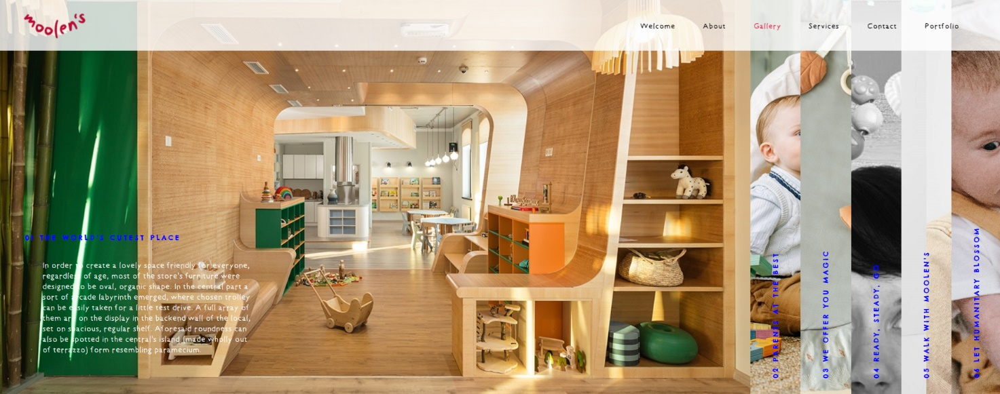 moolen's
Welcome
About
Gallery
Services
Contact
Portfolio
01 THE WORLD'S CUTEST PLACE
In order to create a lovely space friendly for everyone,
regardless of age, most of the store's furniture were
designed to be oval, organic shape. In the central part a
sort of arcade labyrinth emerged, where chosen trolley
can be easily taken for a little test drive. A full array of
them are on the display in the backend wall of the local,
set on spacious, regular shelf. Aforesaid roundness can
also be spotted in the central's island (made wholly out
of terrazzo) form resembling paramecium.
02 PARENTS AT THE BEST
03 WE OFFER YOU MAGIC
04 READY, STEADY, GO
05 WALK WITH MOOLEN'S
06 LET HUMANITARY BLOSSOM